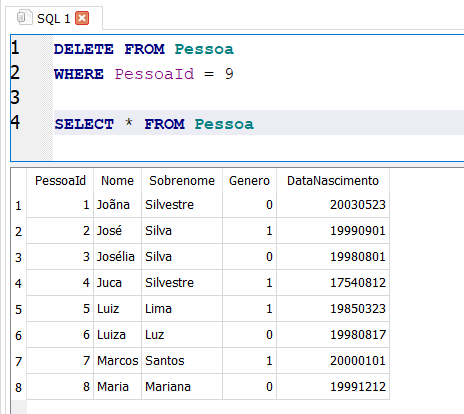 SQL 1
1 DELETE FROM Pessoa
2 WHERE PessoaId = 9
3
4 SELECT * FROM Pessoa
PessoaId Nome Sobrenome Genero DataNascimento
1 1 Joãna Silvestre 0 20030523
2 2 José Silva 1 19990901
3 3 Josélia Silva 0 19980801
4 4 Juca Silvestre 1 17540812
5 5 Luiz Lima 1 19850323
6 6 Luiza Luz 0 19980817
7 7 Marcos Santos 1 20000101
8 8 Maria Mariana 0 19991212